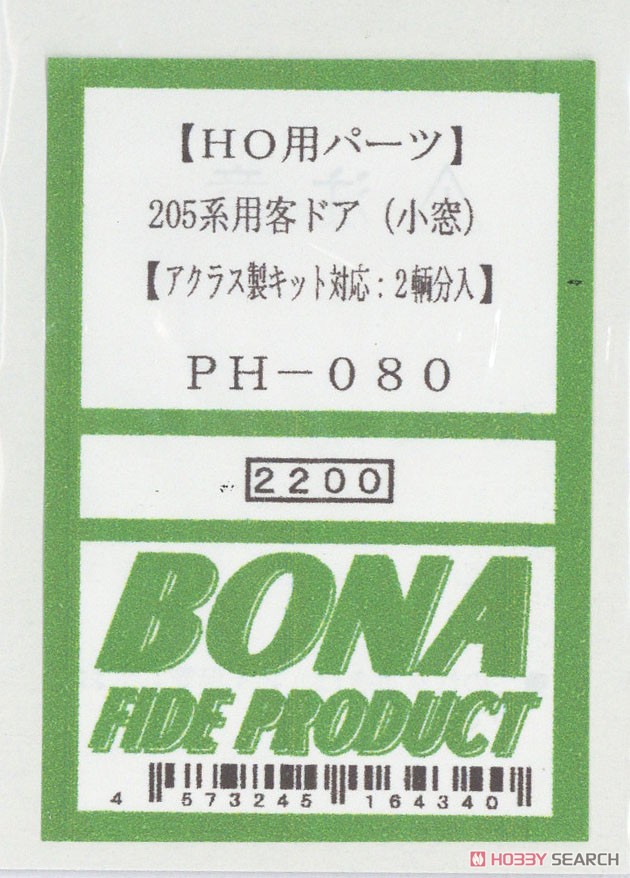 【HO用パーツ】
205系用客ドア（小窓）
【アクラス製キット対応：2輌分入】
PH－080
2200
BONA
FIDE PRODUCT
4 573245 164340
HOBBY SEARCH